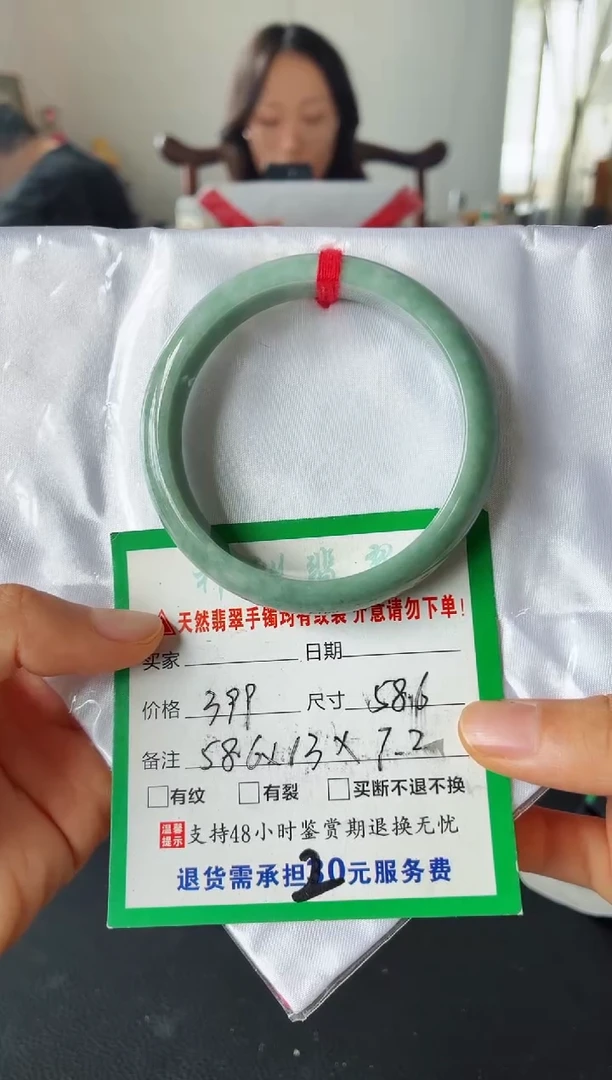 天然翡翠手镯均有纹裂 介意请勿下单!
买家 日期
价格 399 尺寸 58.6
备注 58.6x13x7.2
有纹 有裂 买断不退不换
温馨提示 支持48小时鉴赏期退换无忧
退货需承担20元服务费